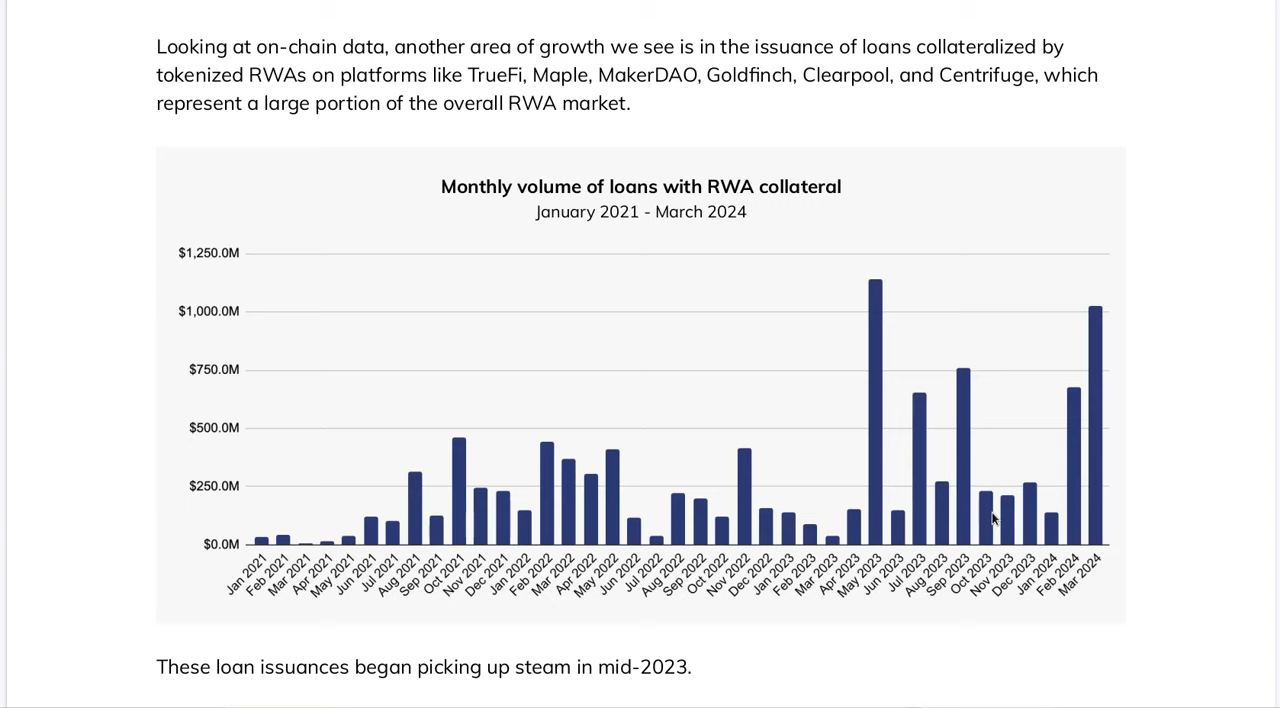 Looking at on-chain data, another area of growth we see is in the issuance of loans collateralized by
tokenized RWAs on platforms like TrueFi, Maple, MakerDAO, Goldfinch, Clearpool, and Centrifuge, which
represent a large portion of the overall RWA market.
Monthly volume of loans with RWA collateral
January 2021 - March 2024
$1,250.0M
$1,000.0M
$750.0M
$500.0M
$250.0M
$0.0M
Jan 2021
Feb 2021
Mar 2021
Apr 2021
May 2021
Jun 2021
Jul 2021
Aug 2021
Sep 2021
Oct 2021
Nov 2021
Dec 2021
Jan 2022
Feb 2022
Mar 2022
Apr 2022
May 2022
Jun 2022
Jul 2022
Aug 2022
Sep 2022
Oct 2022
Nov 2022
Dec 2022
Jan 2023
Feb 2023
Mar 2023
Apr 2023
May 2023
Jun 2023
Jul 2023
Aug 2023
Sep 2023
Oct 2023
Nov 2023
Dec 2023
Jan 2024
Feb 2024
Mar 2024
These loan issuances began picking up steam in mid-2023.